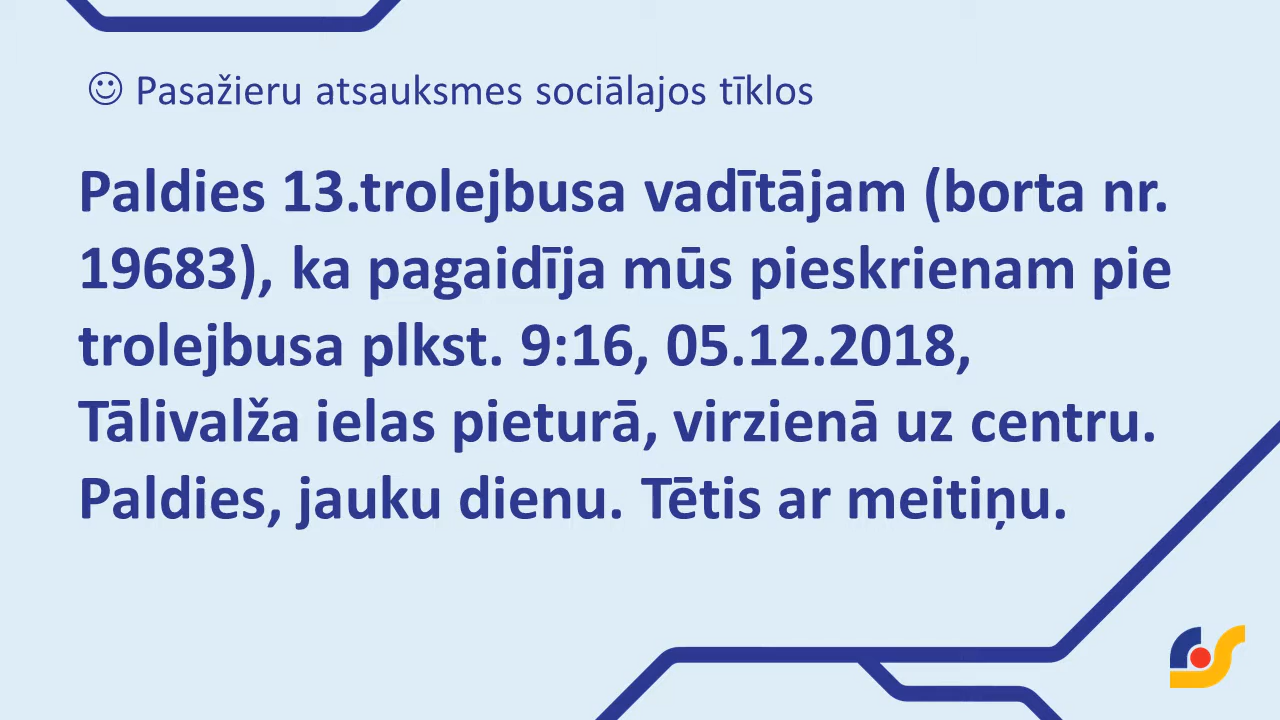 ☺ Pasažieru atsauksmes sociālajos tīklos
Paldies 13.trolejbusa vadītājam (borta nr.
19683), ka pagaidīja mūs pieskrienam pie
trolejbusa plkst. 9:16, 05.12.2018,
Tālivalža ielas pieturā, virzienā uz centru.
Paldies, jauku dienu. Tētis ar meitiņu.